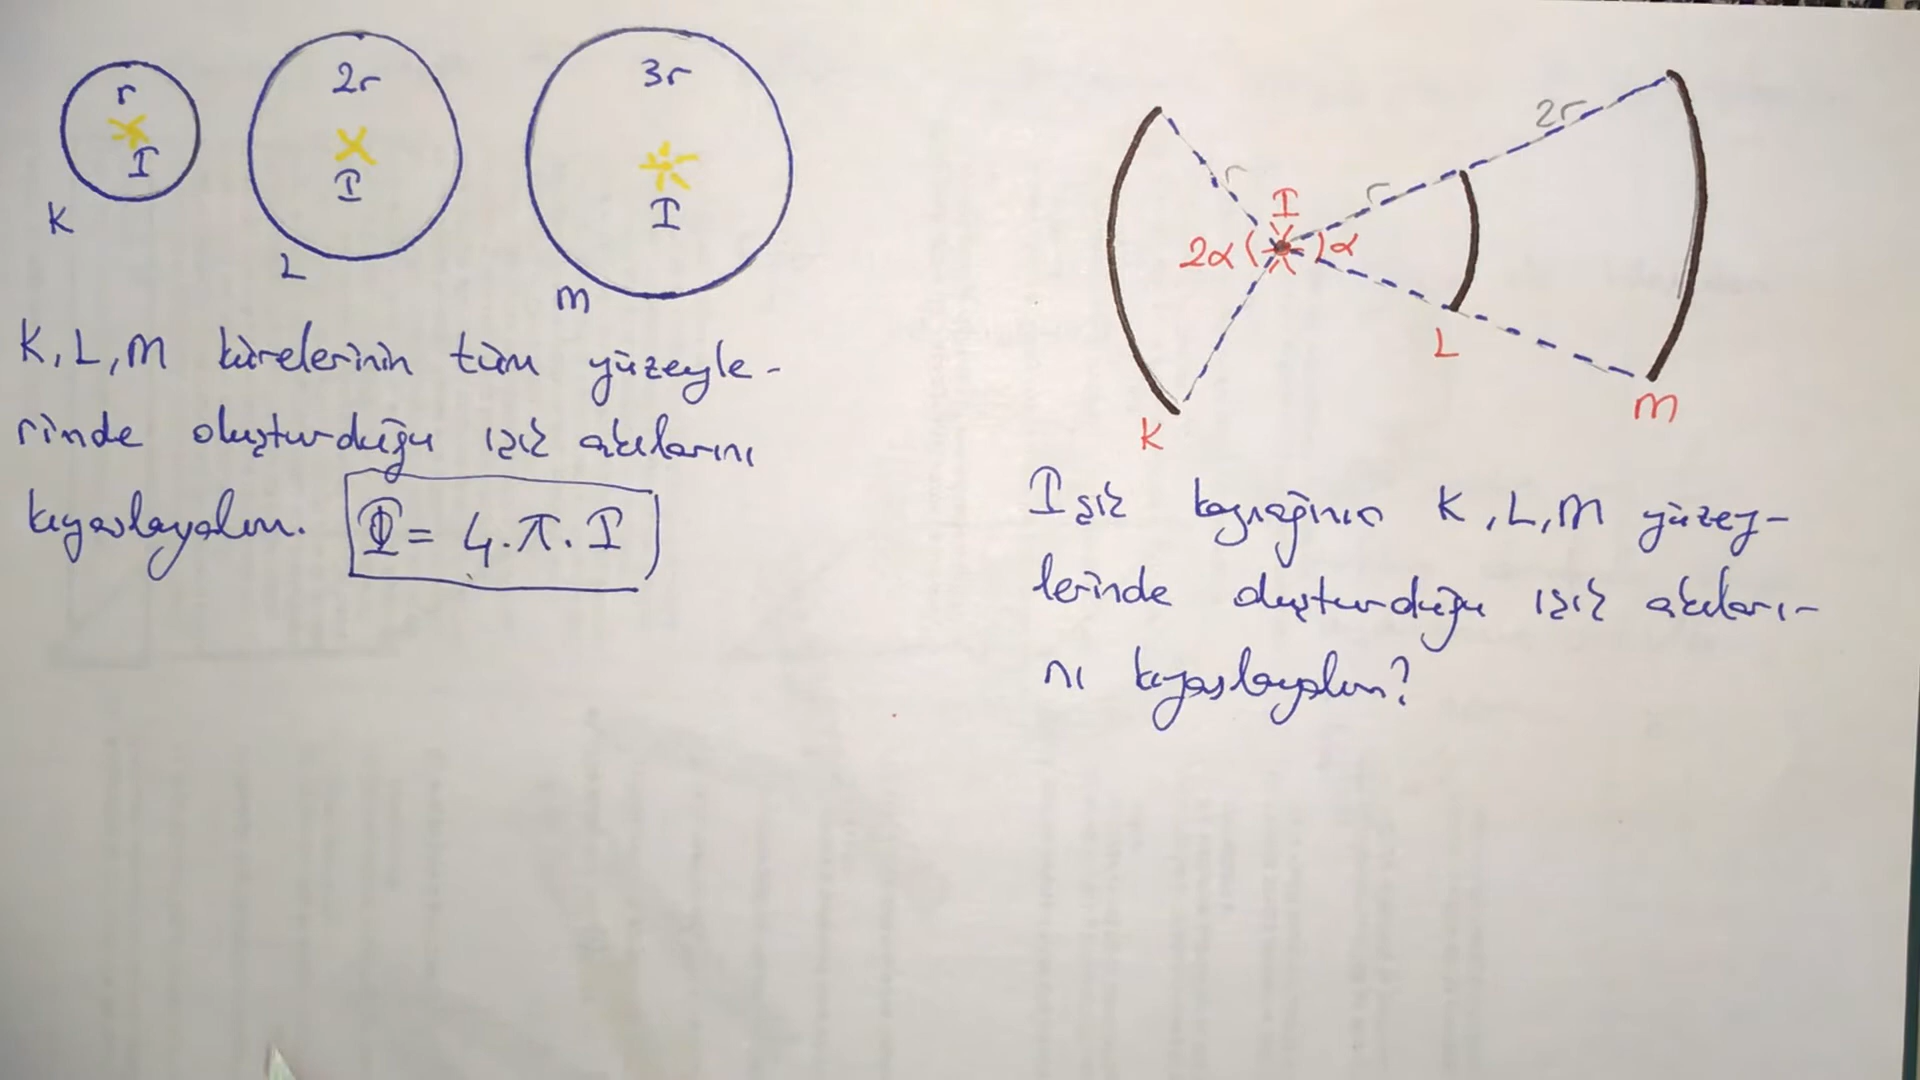 r
I
K
2r
I
L
3r
I
M
K, L, M kürelerinin tüm yüzeyle-
rinde oluşturduğu ışık akılarını
kıyaslayalım. Φ = 4.π.I
r
I
r
2r
2α
α
K
L
M
Işık kaynağının K, L, M yüzey-
lerinde oluşturduğu ışık akıları-
nı kıyaslayalım?